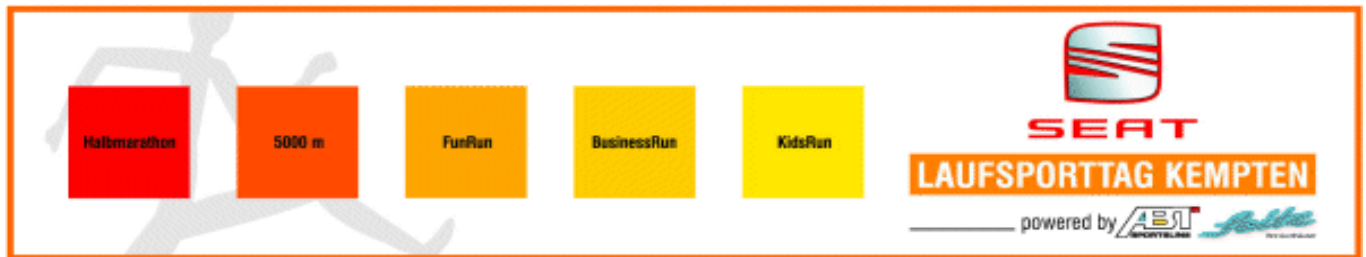 Halbmarathon
5000 m
FunRun
BusinessRun
KidsRun
SEAT
LAUFSPORTTAG KEMPTEN
powered by ABT
SPORTSLINE